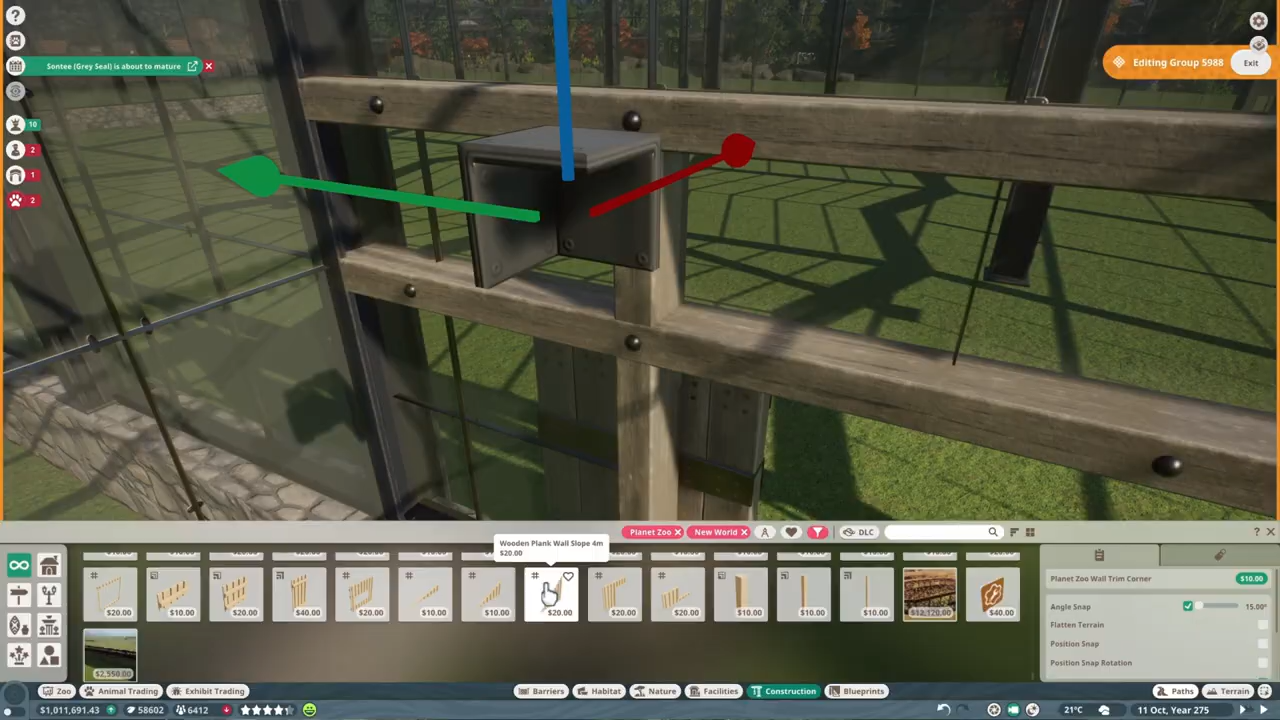 Sontee (Grey Seal) is about to mature
Editing Group 5988
Exit
10
2
1
2
Wooden Plank Wall Slope 4m
$20.00
Planet Zoo
New World
DLC
$20.00
$10.00
$20.00
$40.00
$20.00
$10.00
$10.00
$20.00
$20.00
$20.00
$10.00
$10.00
$10.00
$12,120.00
$40.00
$2,550.00
Planet Zoo Wall Trim Corner
$10.00
Angle Snap
15.00°
Flatten Terrain
Position Snap
Position Snap Rotation
Zoo
Animal Trading
Exhibit Trading
Barriers
Habitat
Nature
Facilities
Construction
Blueprints
Paths
Terrain
$1,011,691.43
58602
6412
21°C
11 Oct, Year 275